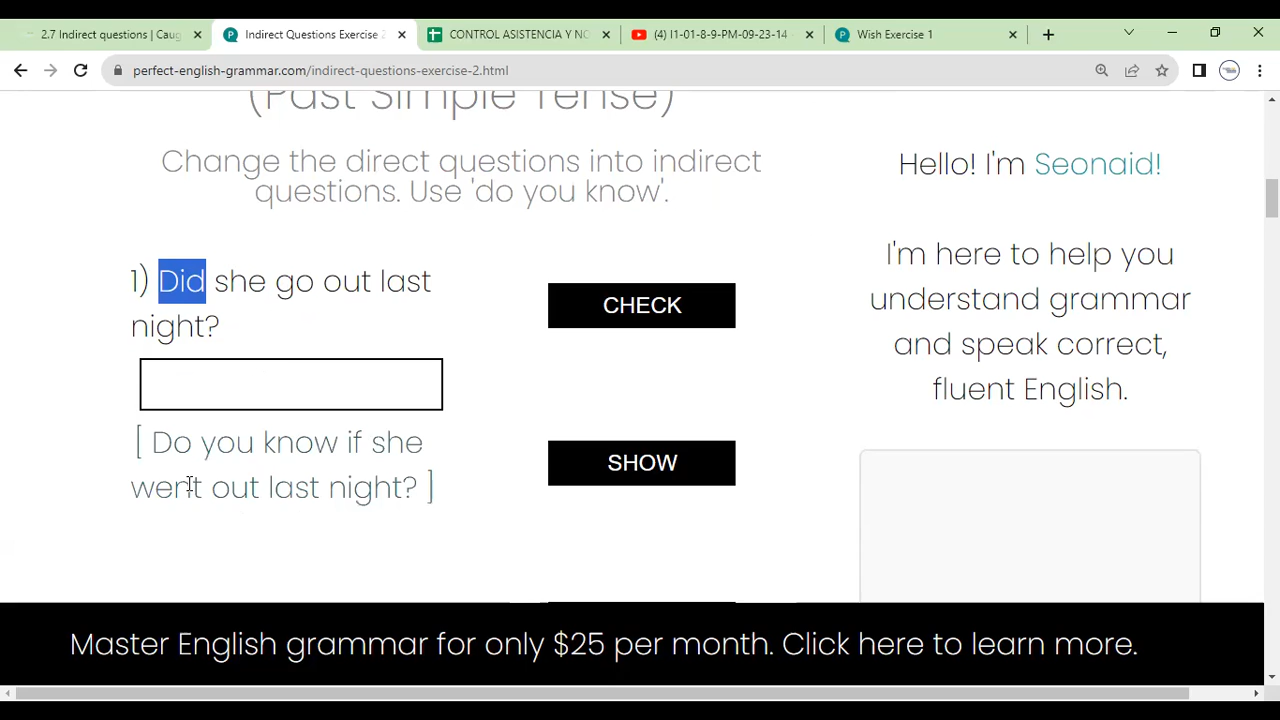 2.7 Indirect questions | Caug
Indirect Questions Exercise 2
CONTROL ASISTENCIA Y NO
(4) I1-01-8-9-PM-09-23-14
Wish Exercise 1
perfect-english-grammar.com/indirect-questions-exercise-2.html
(Past Simple Tense)
Change the direct questions into indirect
questions. Use 'do you know'.
1) Did she go out last
night?
CHECK
[ Do you know if she
went out last night? ]
SHOW
Hello! I'm Seonaid!
I'm here to help you
understand grammar
and speak correct,
fluent English.
Master English grammar for only $25 per month. Click here to learn more.